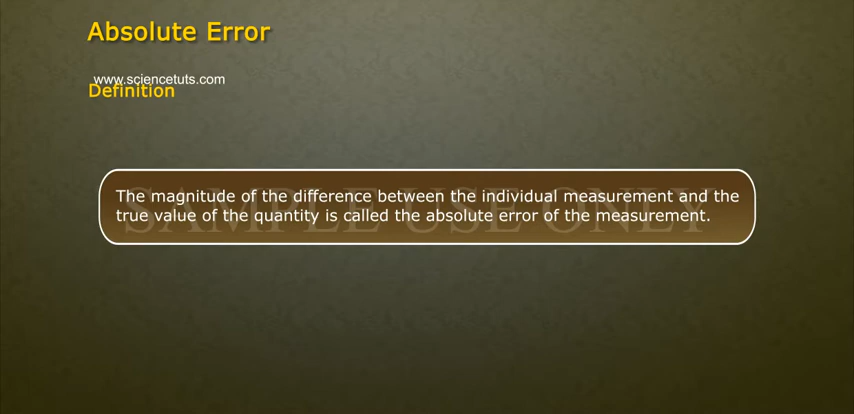 Absolute Error
www.sciencetuts.com
Definition
The magnitude of the difference between the individual measurement and the
true value of the quantity is called the absolute error of the measurement.
SAMPLE USE ONLY